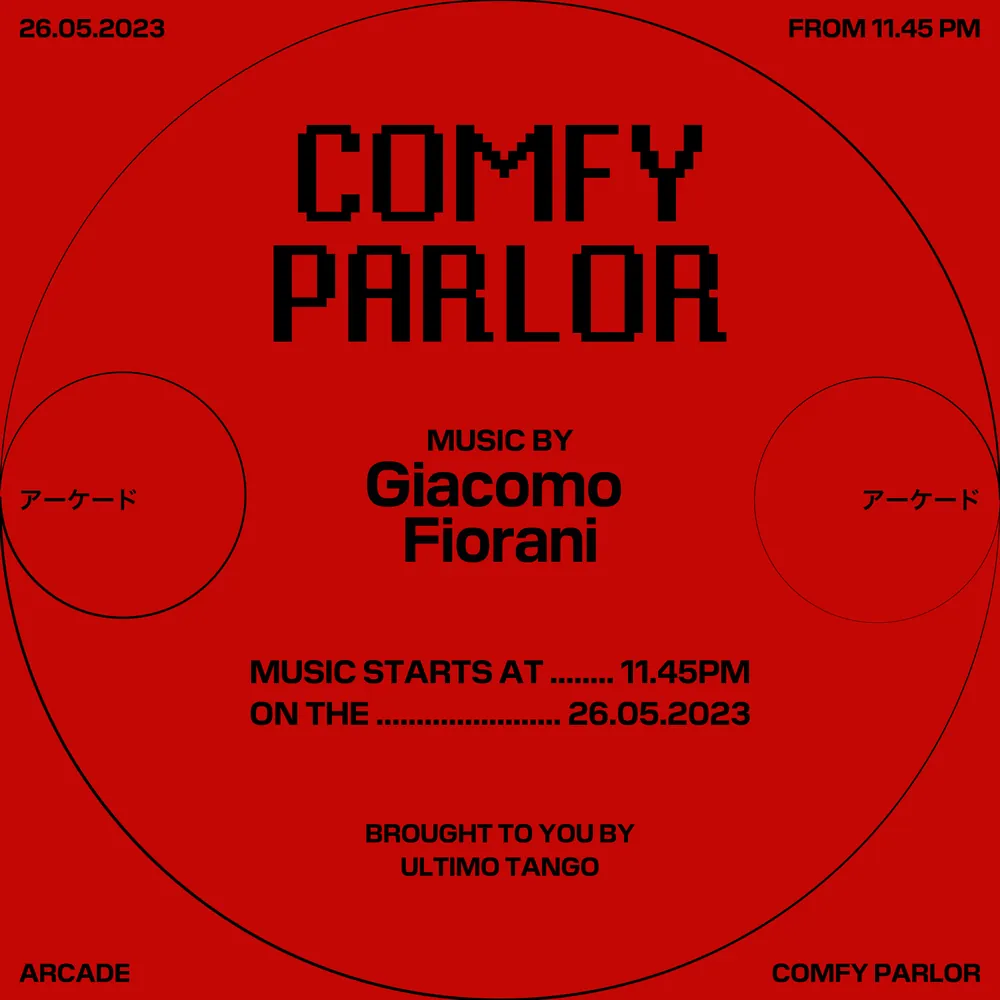 26.05.2023
FROM 11.45 PM
COMFY
PARLOR
MUSIC BY
Giacomo
Fiorani
アーケード
アーケード
MUSIC STARTS AT ........ 11.45PM
ON THE ....................... 26.05.2023
BROUGHT TO YOU BY
ULTIMO TANGO
ARCADE
COMFY PARLOR